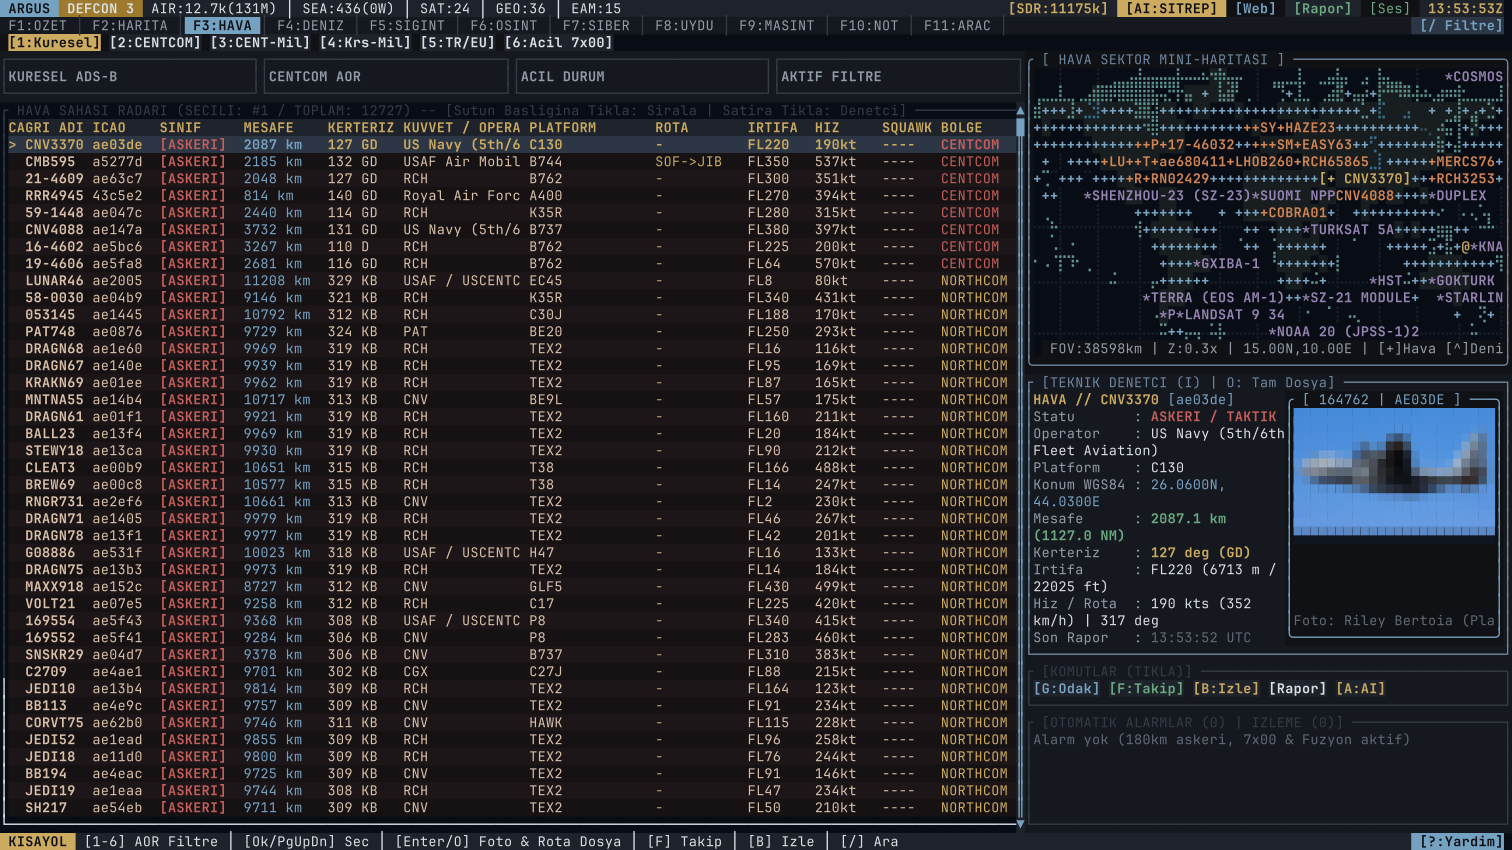 ARGUS DEFCON 3 AIR:12.7k(131M) | SEA:436(0W) | SAT:24 | GEO:36 | EAM:15 [SDR:11175k] [AI:SITREP] [Web] [Rapor] [Ses] 13:53:53Z
F1:OZET F2:HARITA F3:HAVA F4:DENIZ F5:SIGINT F6:OSINT F7:SIBER F8:UYDU F9:MASINT F10:NOT F11:ARAC [/ Filtre]
[1:Kuresel] [2:CENTCOM] [3:CENT-Mil] [4:Krs-Mil] [5:TR/EU] [6:Acil 7x00]
KURESEL ADS-B CENTCOM AOR ACIL DURUM AKTIF FILTRE
HAVA SAHASI RADARI (SECILI: #1 / TOPLAM: 12727) -- [Sutun Basligina Tikla: Sirala | Satira Tikla: Denetci]
CAGRI ADI ICAO SINIF MESAFE KERTERIZ KUVVET / OPERA PLATFORM ROTA IRTIFA HIZ SQUAWK BOLGE
> CNV3370 ae03de [ASKERI] 2087 km 127 GD US Navy (5th/6 C130 - FL220 190kt ---- CENTCOM
CMB595 a5277d [ASKERI] 2185 km 132 GD USAF Air Mobil B744 SOF->JIB FL350 537kt ---- CENTCOM
21-4609 ae63c7 [ASKERI] 2048 km 127 GD RCH B762 - FL300 351kt ---- CENTCOM
RRR4945 43c5e2 [ASKERI] 814 km 140 GD Royal Air Forc A400 - FL270 394kt ---- CENTCOM
59-1448 ae047c [ASKERI] 2440 km 114 GD RCH K35R - FL280 315kt ---- CENTCOM
CNV4088 ae147a [ASKERI] 3732 km 131 GD US Navy (5th/6 B737 - FL380 397kt ---- CENTCOM
16-4602 ae5bc6 [ASKERI] 3267 km 110 D RCH B762 - FL225 200kt ---- CENTCOM
19-4606 ae5fa8 [ASKERI] 2681 km 116 GD RCH B762 - FL64 570kt ---- CENTCOM
LUNAR46 ae2005 [ASKERI] 11208 km 329 KB USAF / USCENTC EC45 - FL8 80kt ---- NORTHCOM
58-0030 ae04b9 [ASKERI] 9146 km 321 KB RCH K35R - FL340 431kt ---- NORTHCOM
053145 ae1445 [ASKERI] 10792 km 312 KB RCH C30J - FL188 170kt ---- NORTHCOM
PAT748 ae0876 [ASKERI] 9729 km 324 KB PAT BE20 - FL250 293kt ---- NORTHCOM
DRAGN68 ae1e60 [ASKERI] 9969 km 319 KB RCH TEX2 - FL16 116kt ---- NORTHCOM
DRAGN67 ae140e [ASKERI] 9939 km 319 KB RCH TEX2 - FL95 169kt ---- NORTHCOM
KRAKN69 ae01ee [ASKERI] 9962 km 319 KB RCH TEX2 - FL87 165kt ---- NORTHCOM
MNTNA55 ae14b4 [ASKERI] 10717 km 313 KB CNV BE9L - FL57 175kt ---- NORTHCOM
DRAGN61 ae01f1 [ASKERI] 9921 km 319 KB RCH TEX2 - FL160 211kt ---- NORTHCOM
BALL23 ae13f4 [ASKERI] 9969 km 319 KB RCH TEX2 - FL20 184kt ---- NORTHCOM
STEWY18 ae13ca [ASKERI] 9930 km 319 KB RCH TEX2 - FL90 212kt ---- NORTHCOM
CLEAT3 ae00b9 [ASKERI] 10651 km 315 KB RCH T38 - FL166 488kt ---- NORTHCOM
BREW69 ae00c8 [ASKERI] 10577 km 315 KB RCH T38 - FL14 247kt ---- NORTHCOM
RNGR731 ae2ef6 [ASKERI] 10661 km 313 KB CNV TEX2 - FL2 230kt ---- NORTHCOM
DRAGN71 ae1405 [ASKERI] 9979 km 319 KB RCH TEX2 - FL46 267kt ---- NORTHCOM
DRAGN78 ae13f1 [ASKERI] 9977 km 319 KB RCH TEX2 - FL42 201kt ---- NORTHCOM
G08886 ae531f [ASKERI] 10023 km 318 KB USAF / USCENTC H47 - FL16 133kt ---- NORTHCOM
DRAGN75 ae13b3 [ASKERI] 9973 km 319 KB RCH TEX2 - FL14 184kt ---- NORTHCOM
MAXX918 ae152c [ASKERI] 8727 km 312 KB CNV GLF5 - FL430 499kt ---- NORTHCOM
VOLT21 ae07e5 [ASKERI] 9258 km 312 KB RCH C17 - FL225 420kt ---- NORTHCOM
169554 ae5f43 [ASKERI] 9368 km 308 KB USAF / USCENTC P8 - FL340 415kt ---- NORTHCOM
169552 ae5f41 [ASKERI] 9284 km 306 KB CNV P8 - FL283 460kt ---- NORTHCOM
SNSKR29 ae04d7 [ASKERI] 9378 km 306 KB CNV B737 - FL310 383kt ---- NORTHCOM
C2709 ae4ae1 [ASKERI] 9701 km 302 KB CGX C27J - FL88 215kt ---- NORTHCOM
JEDI10 ae13b4 [ASKERI] 9814 km 309 KB RCH TEX2 - FL164 123kt ---- NORTHCOM
BB113 ae4e9c [ASKERI] 9757 km 309 KB CNV TEX2 - FL91 234kt ---- NORTHCOM
CORVT75 ae62b0 [ASKERI] 9746 km 311 KB CNV HAWK - FL115 228kt ---- NORTHCOM
JEDI52 ae1ead [ASKERI] 9855 km 309 KB RCH TEX2 - FL96 258kt ---- NORTHCOM
JEDI18 ae11d0 [ASKERI] 9800 km 309 KB RCH TEX2 - FL76 244kt ---- NORTHCOM
BB194 ae4eac [ASKERI] 9725 km 309 KB CNV TEX2 - FL91 146kt ---- NORTHCOM
JEDI19 ae1eaa [ASKERI] 9744 km 308 KB RCH TEX2 - FL47 234kt ---- NORTHCOM
SH217 ae54eb [ASKERI] 9711 km 309 KB CNV TEX2 - FL50 210kt ---- NORTHCOM
[ HAVA SEKTOR MINI-HARITASI ]
*COSMOS
+SY+HAZE23
+P+17-46032 +SM+EASY63
+LU++T+ae680411+LHOB260+RCH65865 +MERCS76+
+R+RN02429 [+ CNV3370] +RCH3253+
*SHENZHOU-23 (SZ-23)*SUOMI NPPCNV4088 *DUPLEX
+COBRA01+
*TURKSAT 5A
@*KNA
*GXIBA-1
*HST *GOKTURK
*TERRA (EOS AM-1)++*SZ-21 MODULE+ *STARLIN
*P*LANDSAT 9 34
*NOAA 20 (JPSS-1)2
FOV:38598km | Z:0.3x | 15.00N,10.00E | [+]Hava [^]Deni
[TEKNIK DENETCI (I) | O: Tam Dosya]
HAVA // CNV3370 [ae03de]
Statu : ASKERI / TAKTIK
Operator : US Navy (5th/6th
Fleet Aviation)
Platform : C130
Konum WGS84 : 26.0600N,
44.0300E
Mesafe : 2087.1 km
(1127.0 NM)
Kerteriz : 127 deg (GD)
Irtifa : FL220 (6713 m /
22025 ft)
Hiz / Rota : 190 kts (352
km/h) | 317 deg
Son Rapor : 13:53:52 UTC
[ 164762 | AE03DE ]
Foto: Riley Bertoia (Pla
[KOMUTLAR (TIKLA)]
[G:Odak] [F:Takip] [B:Izle] [Rapor] [A:AI]
[OTOMATIK ALARMLAR (0) | IZLEME (0)]
Alarm yok (180km askeri, 7x00 & Fuzyon aktif)
KISAYOL [1-6] AOR Filtre | [Ok/PgUpDn] Sec | [Enter/O] Foto & Rota Dosya | [F] Takip | [B] Izle | [/] Ara [?:Yardim]